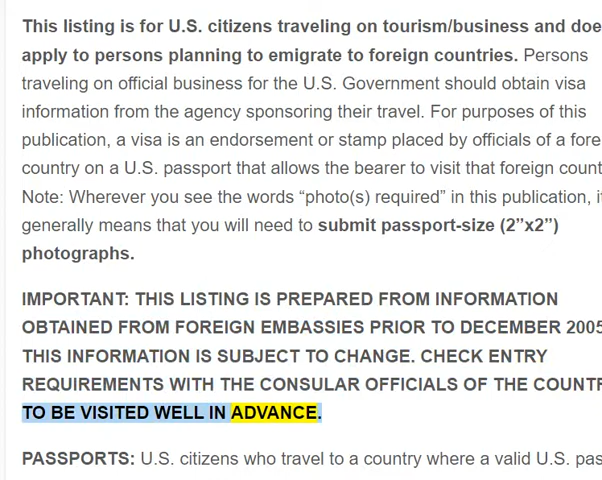 This listing is for U.S. citizens traveling on tourism/business and doe
apply to persons planning to emigrate to foreign countries. Persons
traveling on official business for the U.S. Government should obtain visa
information from the agency sponsoring their travel. For purposes of this
publication, a visa is an endorsement or stamp placed by officials of a fore
country on a U.S. passport that allows the bearer to visit that foreign count
Note: Wherever you see the words “photo(s) required” in this publication, it
generally means that you will need to submit passport-size (2”x2”)
photographs.
IMPORTANT: THIS LISTING IS PREPARED FROM INFORMATION
OBTAINED FROM FOREIGN EMBASSIES PRIOR TO DECEMBER 2005
THIS INFORMATION IS SUBJECT TO CHANGE. CHECK ENTRY
REQUIREMENTS WITH THE CONSULAR OFFICIALS OF THE COUNTR
TO BE VISITED WELL IN ADVANCE.
PASSPORTS: U.S. citizens who travel to a country where a valid U.S. pas